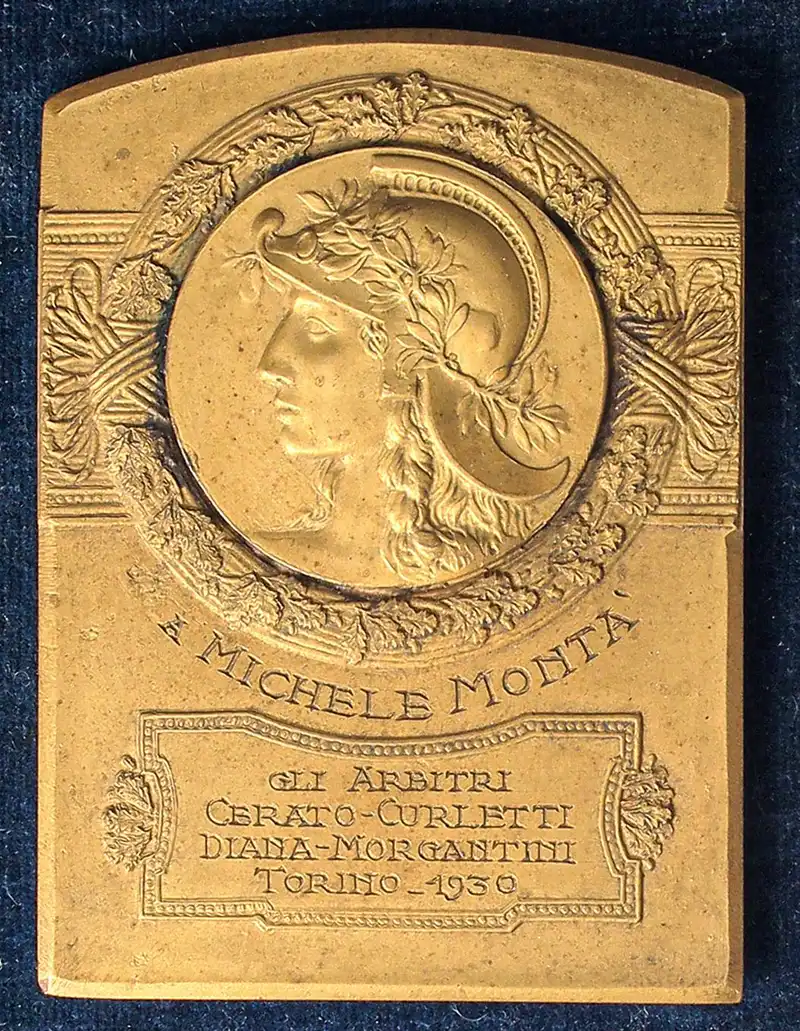 A MICHELE MONTÀ
GLI ARBITRI
CERATO-CURLETTI
DIANA-MORGANTINI
TORINO-1930